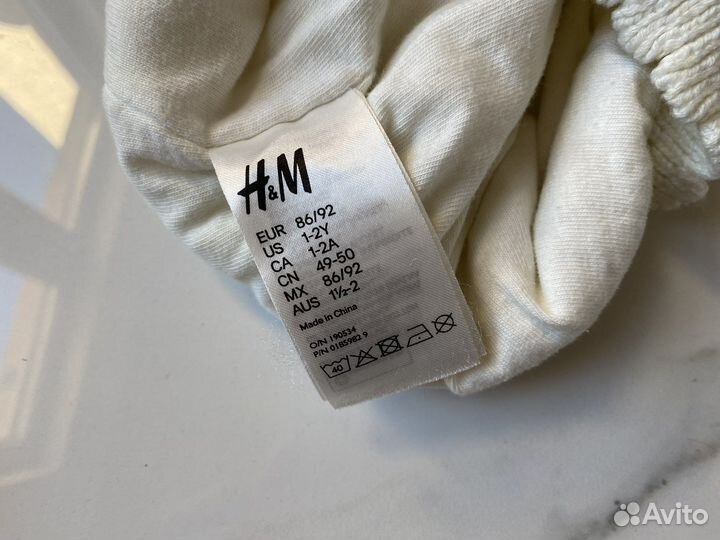 H&M
EUR 86/92
US 1-2Y
CA 1-2A
CN 49-50
MX 86/92
AUS 1½-2
Made in China
O/N 190534
P/N 0185982 9
40
Avito